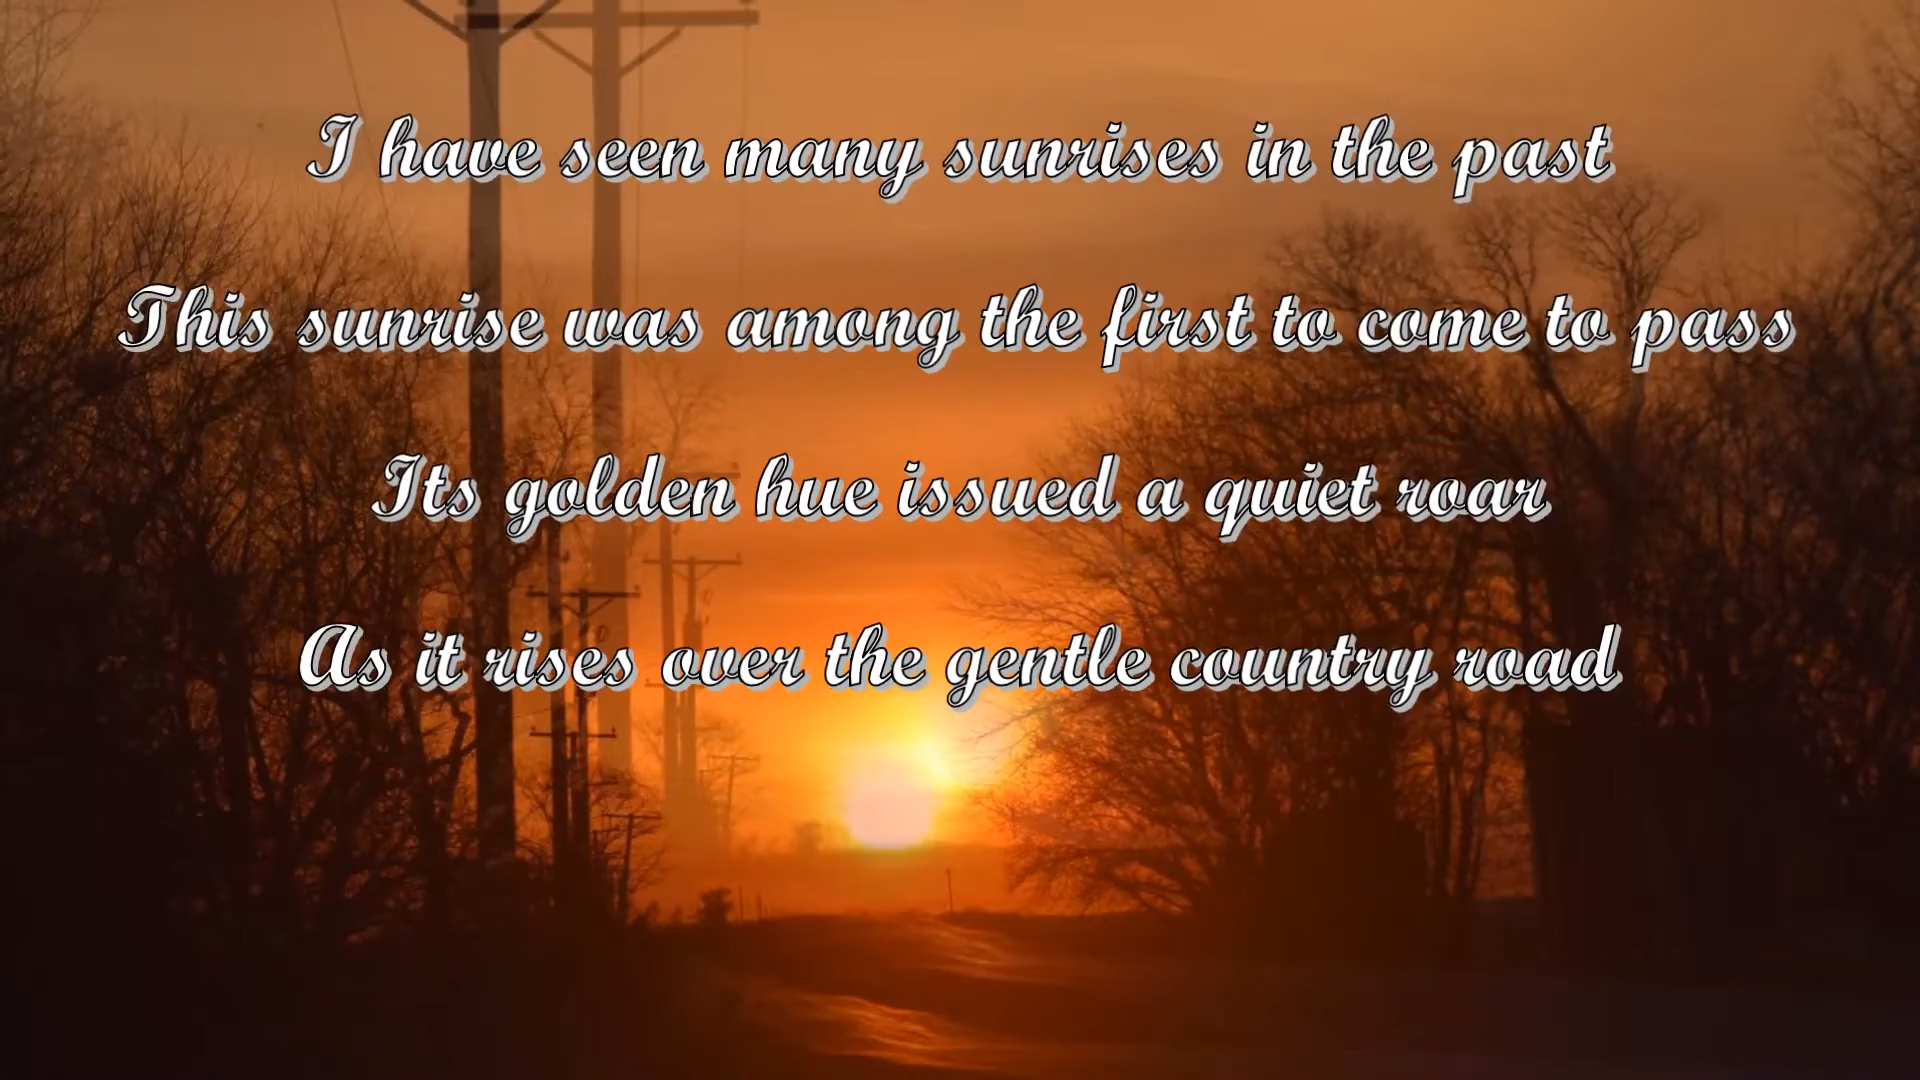 I have seen many sunrises in the past
This sunrise was among the first to come to pass
Its golden hue issued a quiet roar
As it rises over the gentle country road